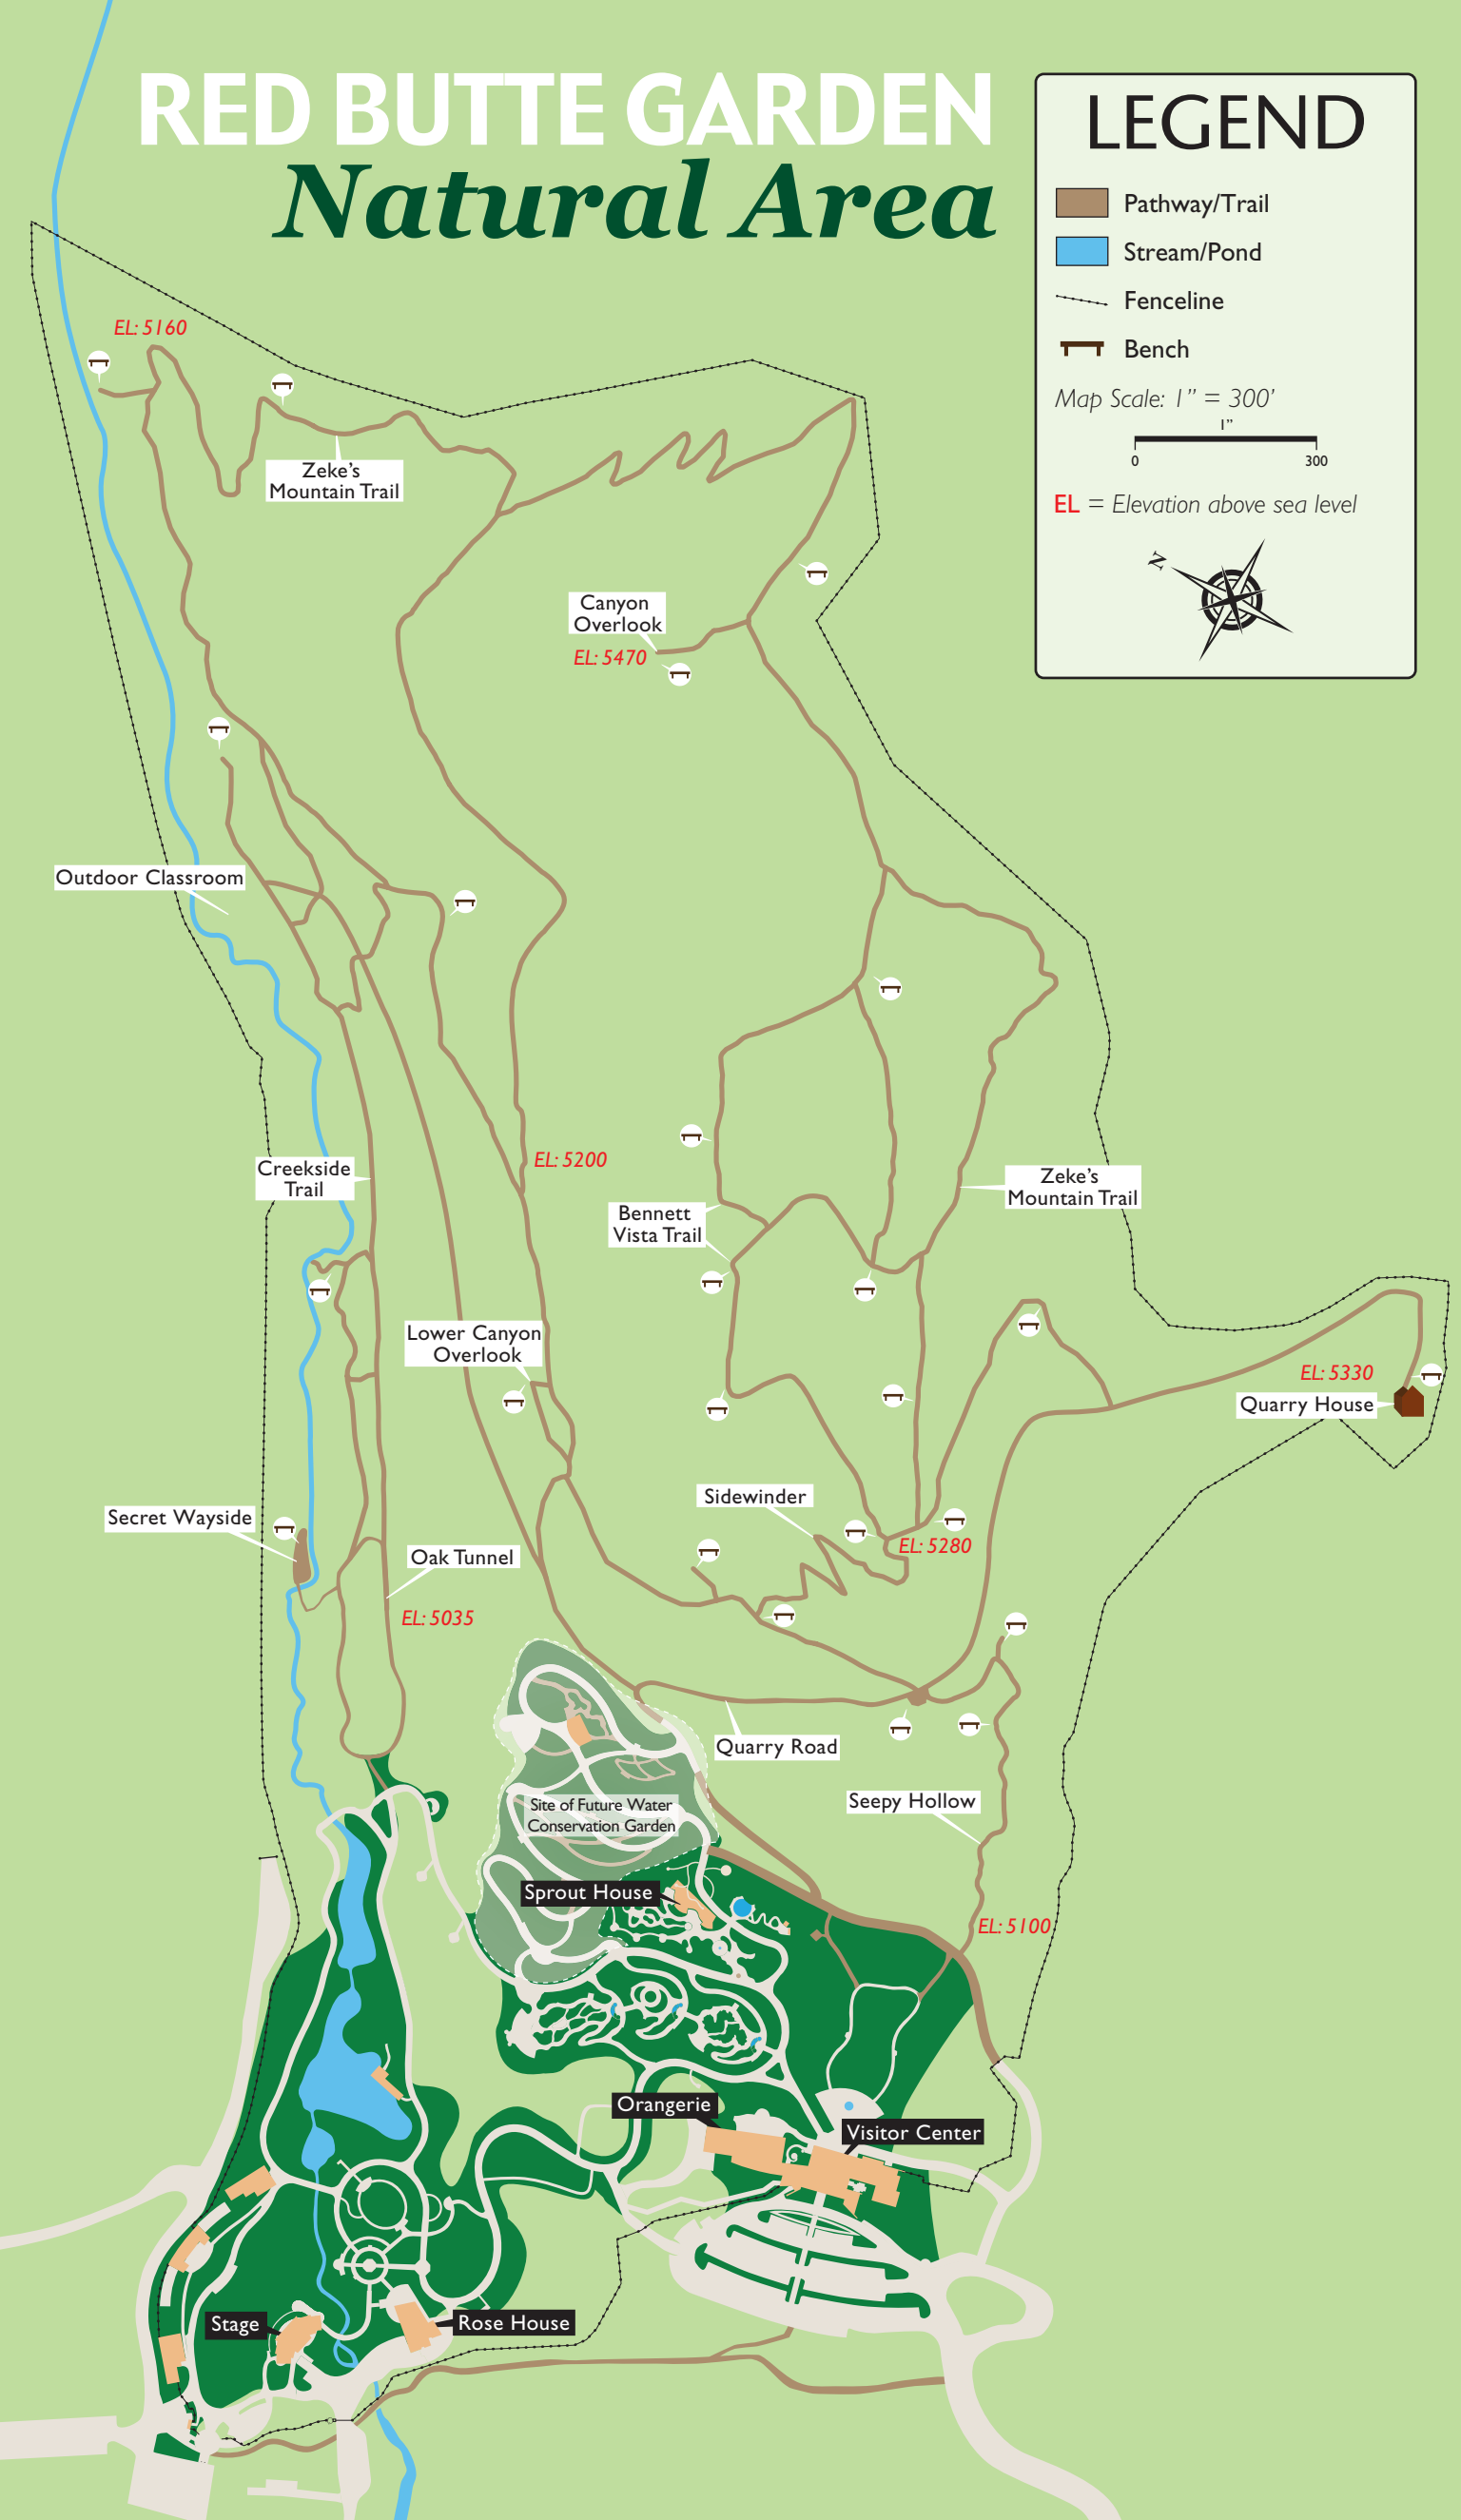 RED BUTTE GARDEN
Natural Area
LEGEND
Pathway/Trail
Stream/Pond
Fenceline
Bench
Map Scale: 1” = 300’
1”
0
300
EL = Elevation above sea level
N
EL: 5160
Zeke’s
Mountain Trail
Canyon
Overlook
EL: 5470
Outdoor Classroom
Creekside
Trail
EL: 5200
Bennett
Vista Trail
Zeke’s
Mountain Trail
Lower Canyon
Overlook
EL: 5330
Quarry House
Sidewinder
Secret Wayside
EL: 5280
Oak Tunnel
EL: 5035
Quarry Road
Seepy Hollow
Site of Future Water
Conservation Garden
Sprout House
EL: 5100
Orangerie
Visitor Center
Stage
Rose House